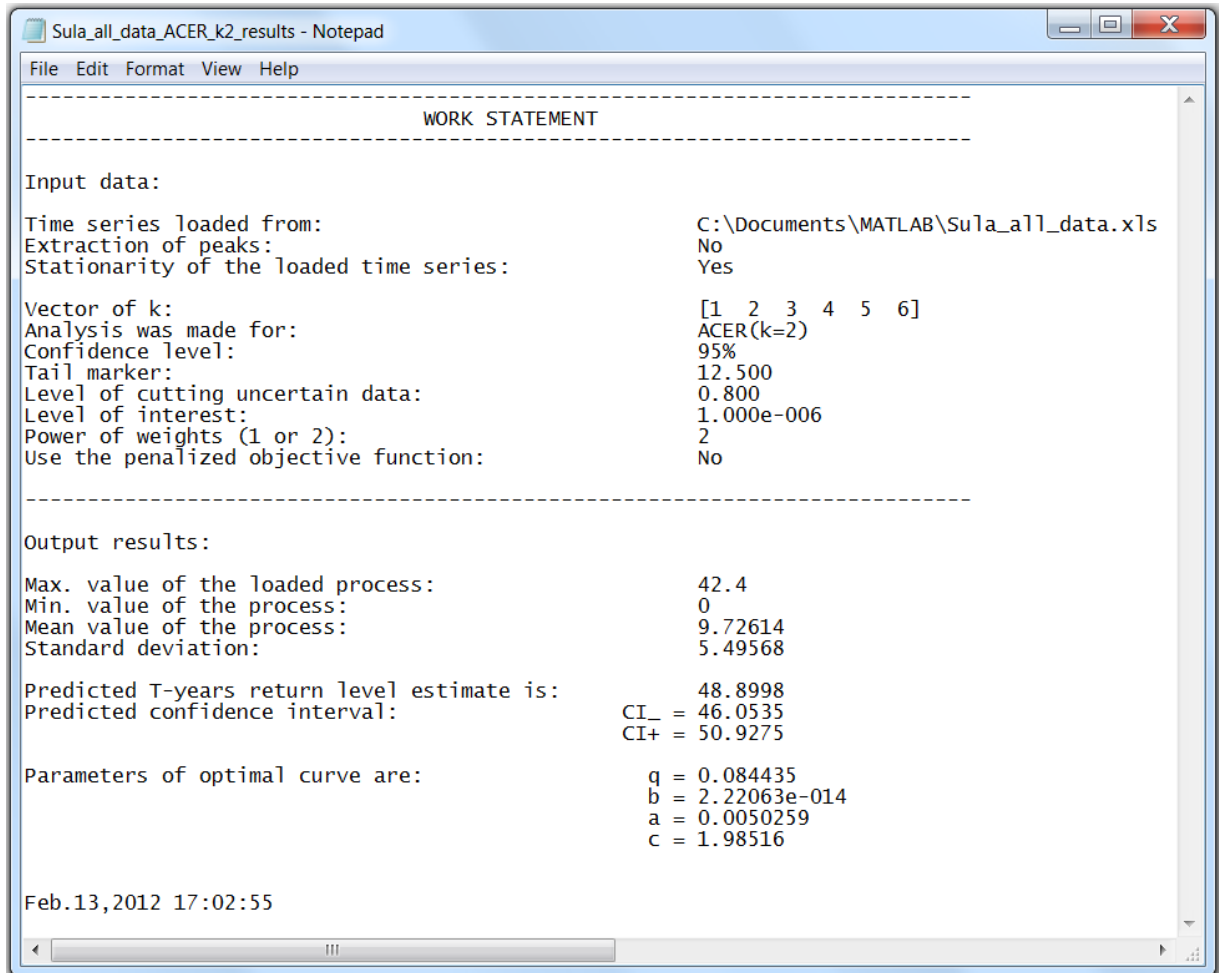 Sula_all_data_ACER_k2_results - Notepad
File Edit Format View Help
--------------------------------------------------------------------------------
WORK STATEMENT
--------------------------------------------------------------------------------
Input data:
Time series loaded from: C:\Documents\MATLAB\Sula_all_data.xls
Extraction of peaks: No
Stationarity of the loaded time series: Yes
Vector of k: [1 2 3 4 5 6]
Analysis was made for: ACER(k=2)
Confidence level: 95%
Tail marker: 12.500
Level of cutting uncertain data: 0.800
Level of interest: 1.000e-006
Power of weights (1 or 2): 2
Use the penalized objective function: No
--------------------------------------------------------------------------------
Output results:
Max. value of the loaded process: 42.4
Min. value of the process: 0
Mean value of the process: 9.72614
Standard deviation: 5.49568
Predicted T-years return level estimate is: 48.8998
Predicted confidence interval: CI_ = 46.0535
CI+ = 50.9275
Parameters of optimal curve are: q = 0.084435
b = 2.22063e-014
a = 0.0050259
c = 1.98516
Feb.13,2012 17:02:55